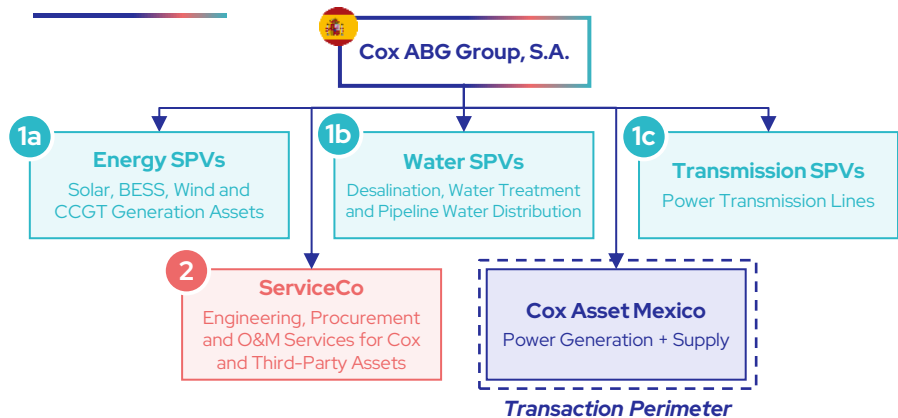 Cox ABG Group, S.A.
1a
Energy SPVs
Solar, BESS, Wind and
CCGT Generation Assets
1b
Water SPVs
Desalination, Water Treatment
and Pipeline Water Distribution
1c
Transmission SPVs
Power Transmission Lines
2
ServiceCo
Engineering, Procurement
and O&M Services for Cox
and Third-Party Assets
Cox Asset Mexico
Power Generation + Supply
Transaction Perimeter